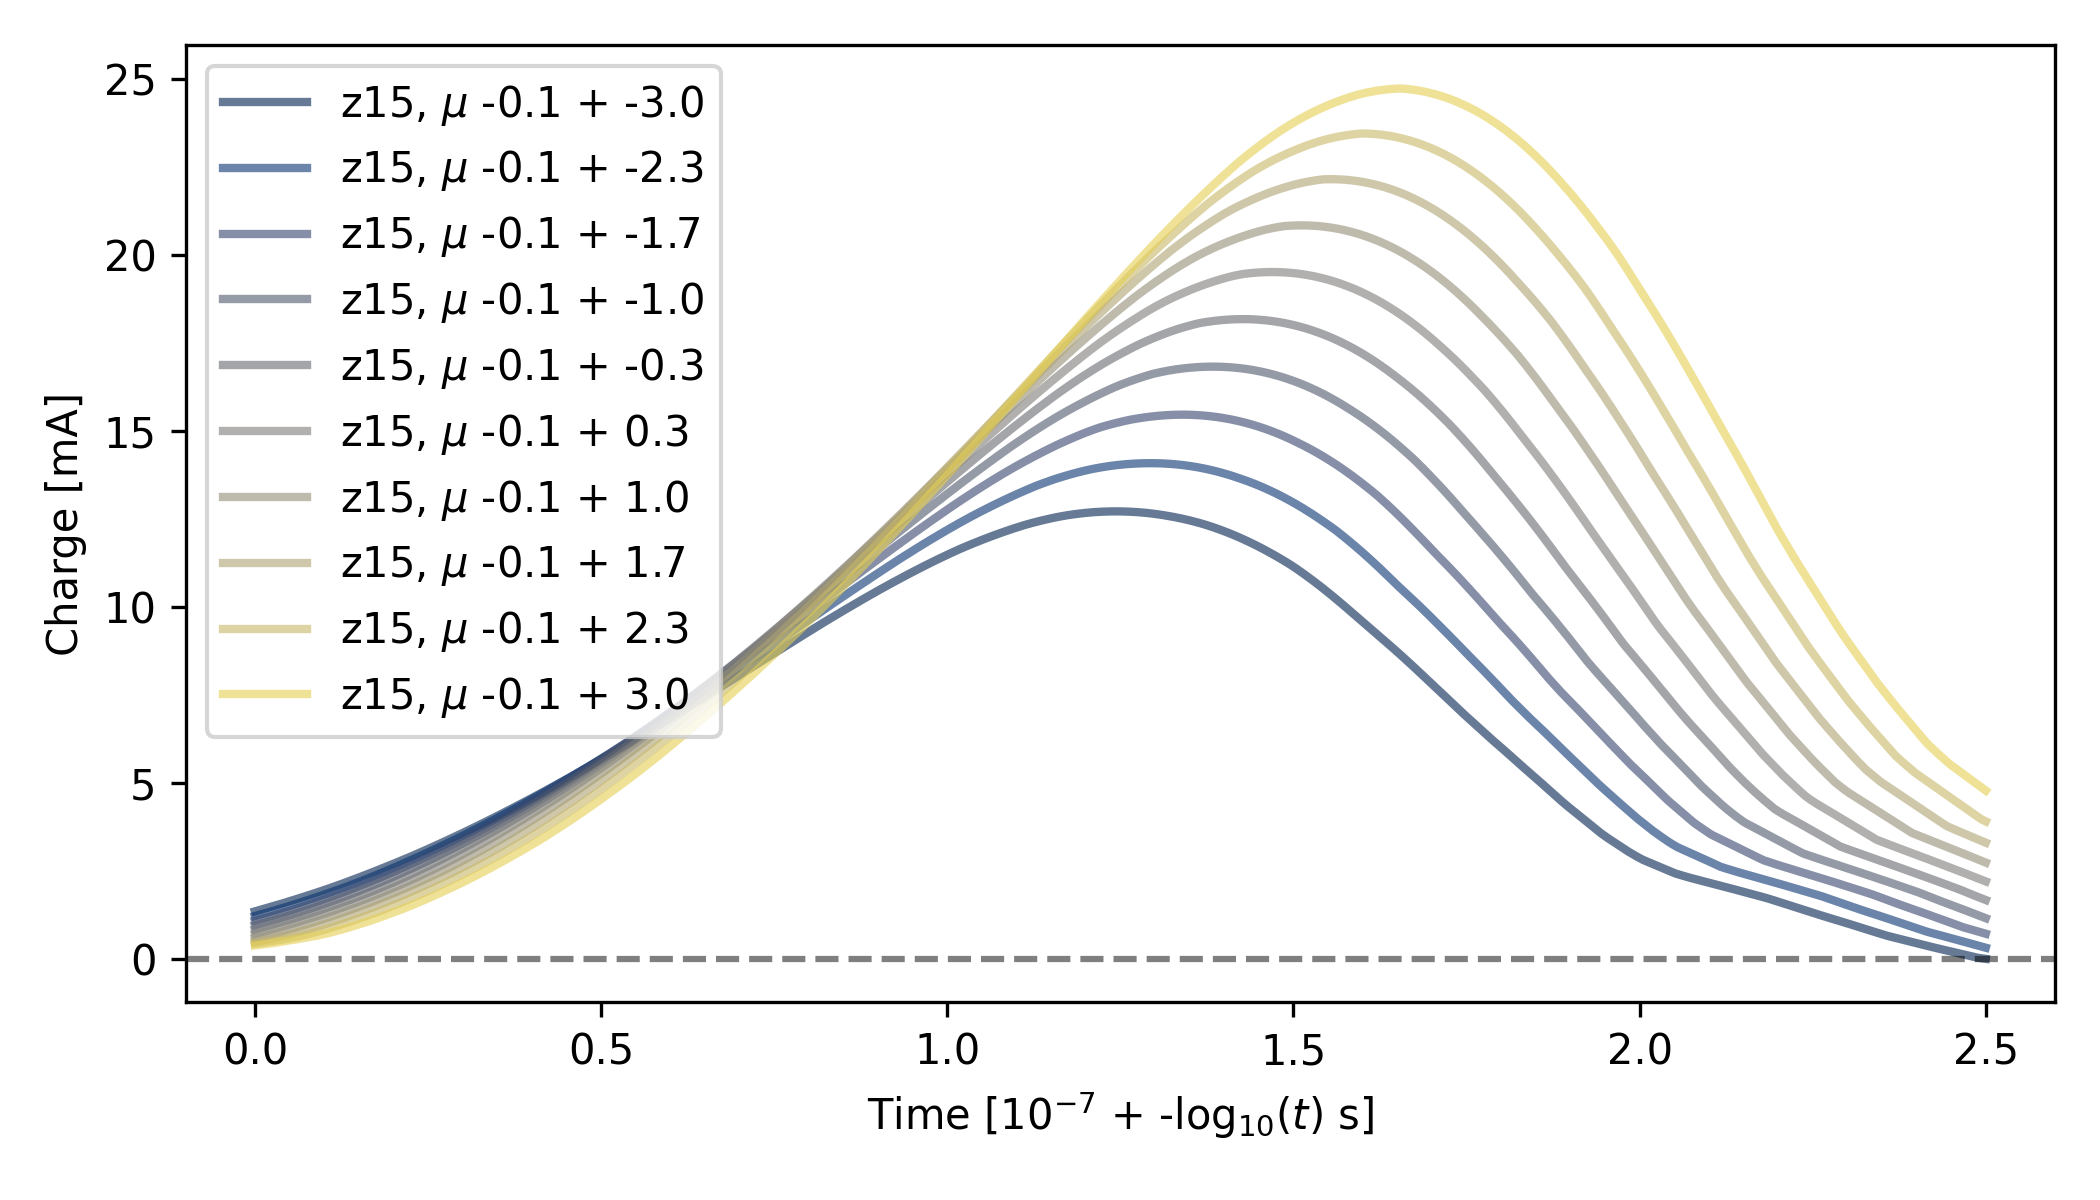 25
20
15
10
5
0
Charge [mA]
z15, μ -0.1 + -3.0
z15, μ -0.1 + -2.3
z15, μ -0.1 + -1.7
z15, μ -0.1 + -1.0
z15, μ -0.1 + -0.3
z15, μ -0.1 + 0.3
z15, μ -0.1 + 1.0
z15, μ -0.1 + 1.7
z15, μ -0.1 + 2.3
z15, μ -0.1 + 3.0
0.0 0.5 1.0 1.5 2.0 2.5
Time [10⁻⁷ + -log₁₀(t) s]